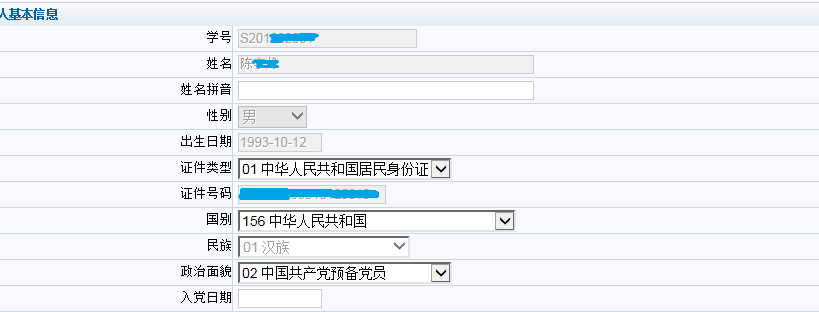 人基本信息
学号
姓名 陈
姓名拼音
性别 男
出生日期 1993-10-12
证件类型 01 中华人民共和国居民身份证
证件号码
国别 156 中华人民共和国
民族 01 汉族
政治面貌 02 中国共产党预备党员
入党日期